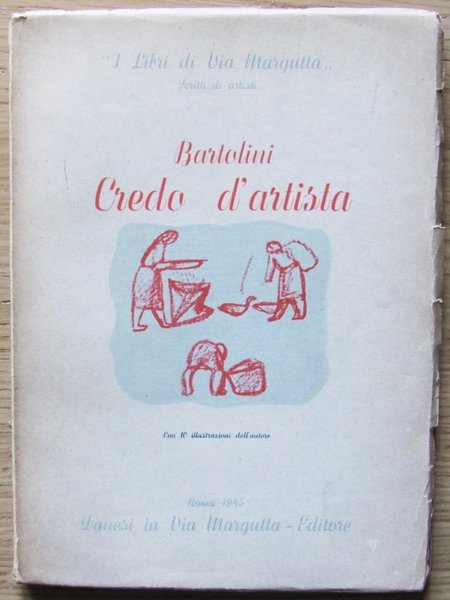 "I Libri di Via Margutta„
Scritti di artisti
Bartolini
Credo d'artista
Con 10 illustrazioni dell'autore
Roma 1945
Danesi in Via Margutta - Editore